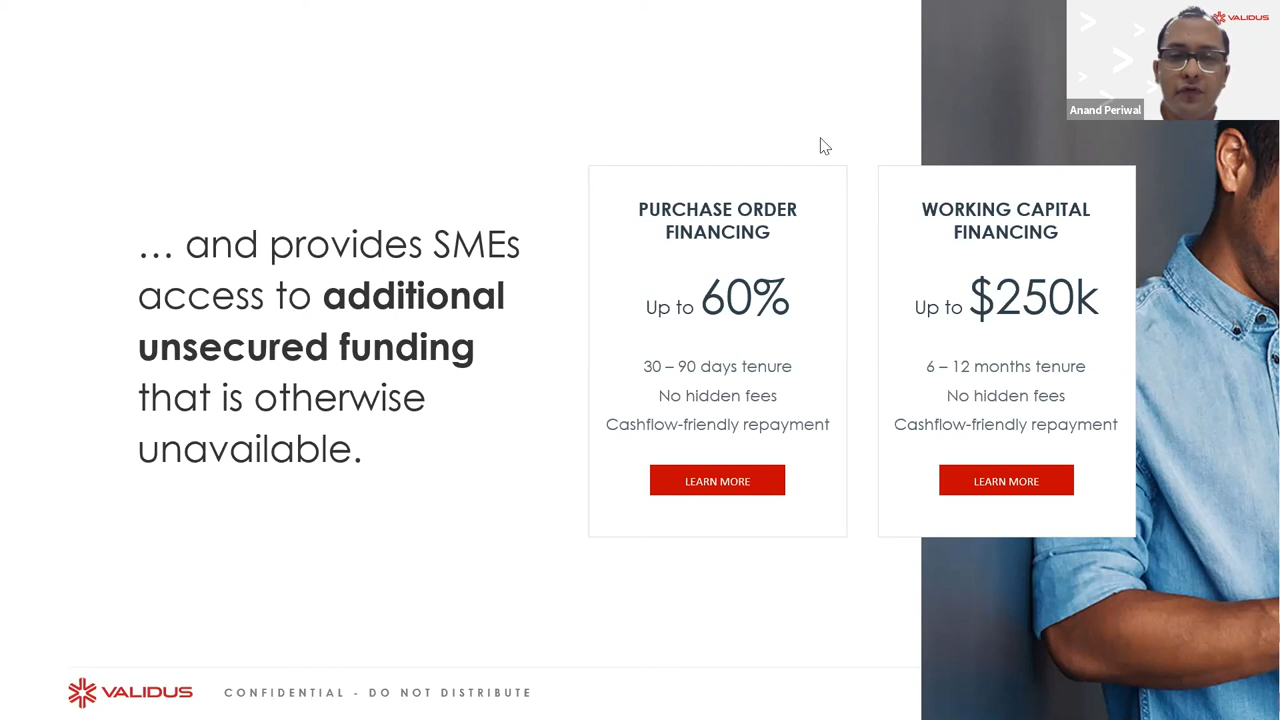 VALIDUS
Anand Periwal
... and provides SMEs
access to additional
unsecured funding
that is otherwise
unavailable.
PURCHASE ORDER
FINANCING
Up to 60%
30 – 90 days tenure
No hidden fees
Cashflow-friendly repayment
LEARN MORE
WORKING CAPITAL
FINANCING
Up to $250k
6 – 12 months tenure
No hidden fees
Cashflow-friendly repayment
LEARN MORE
VALIDUS
CONFIDENTIAL - DO NOT DISTRIBUTE